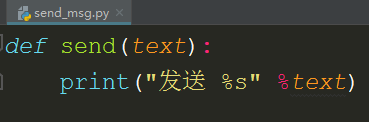 send_msg.py
def send(text):
    print("发送 %s" %text)